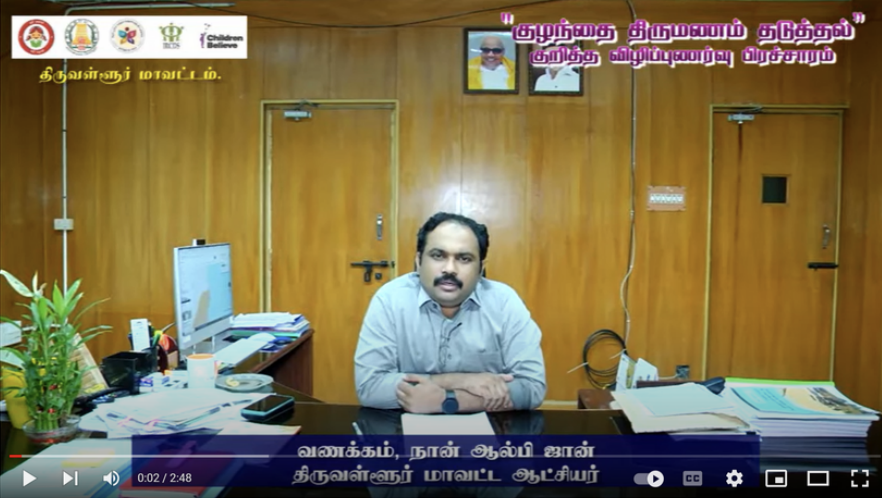 "குழந்தை திருமணம் தடுத்தல்"
குறித்த விழிப்புணர்வு பிரச்சாரம்
Children
Believe
திருவள்ளூர் மாவட்டம்.
வணக்கம், நான் ஆல்பி ஜான்
திருவள்ளூர் மாவட்ட ஆட்சியர்
0:02 / 2:48